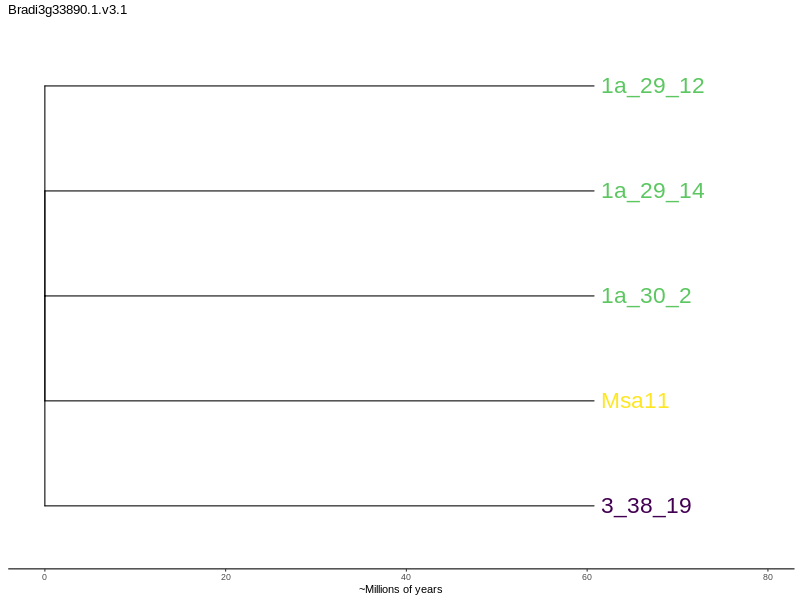 Bradi3g33890.1.v3.1
1a_29_12
1a_29_14
1a_30_2
Msa11
3_38_19
0 20 40 60 80
~Millions of years